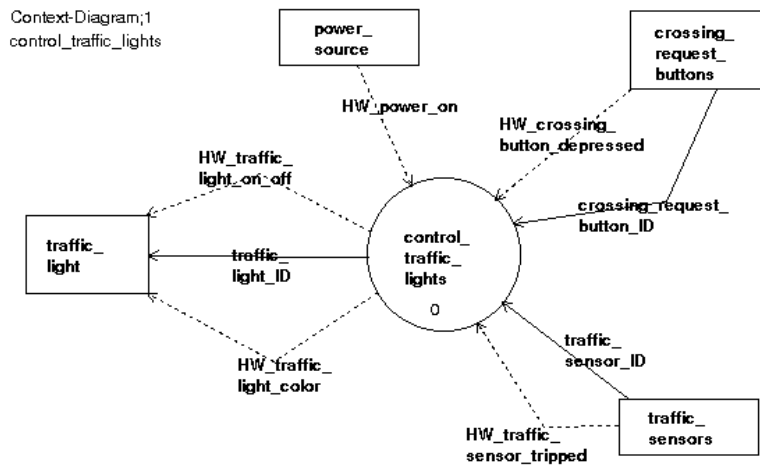 Context-Diagram;1
control_traffic_lights
power_
source
crossing_
request_
buttons
HW_power_on
HW_crossing_
button_depressed
HW_traffic_
light_on_off
crossing_request_
button_ID
traffic_
light
traffic_
light_ID
control_
traffic_
lights
0
HW_traffic_
light_color
traffic_
sensor_ID
HW_traffic_
sensor_tripped
traffic_
sensors